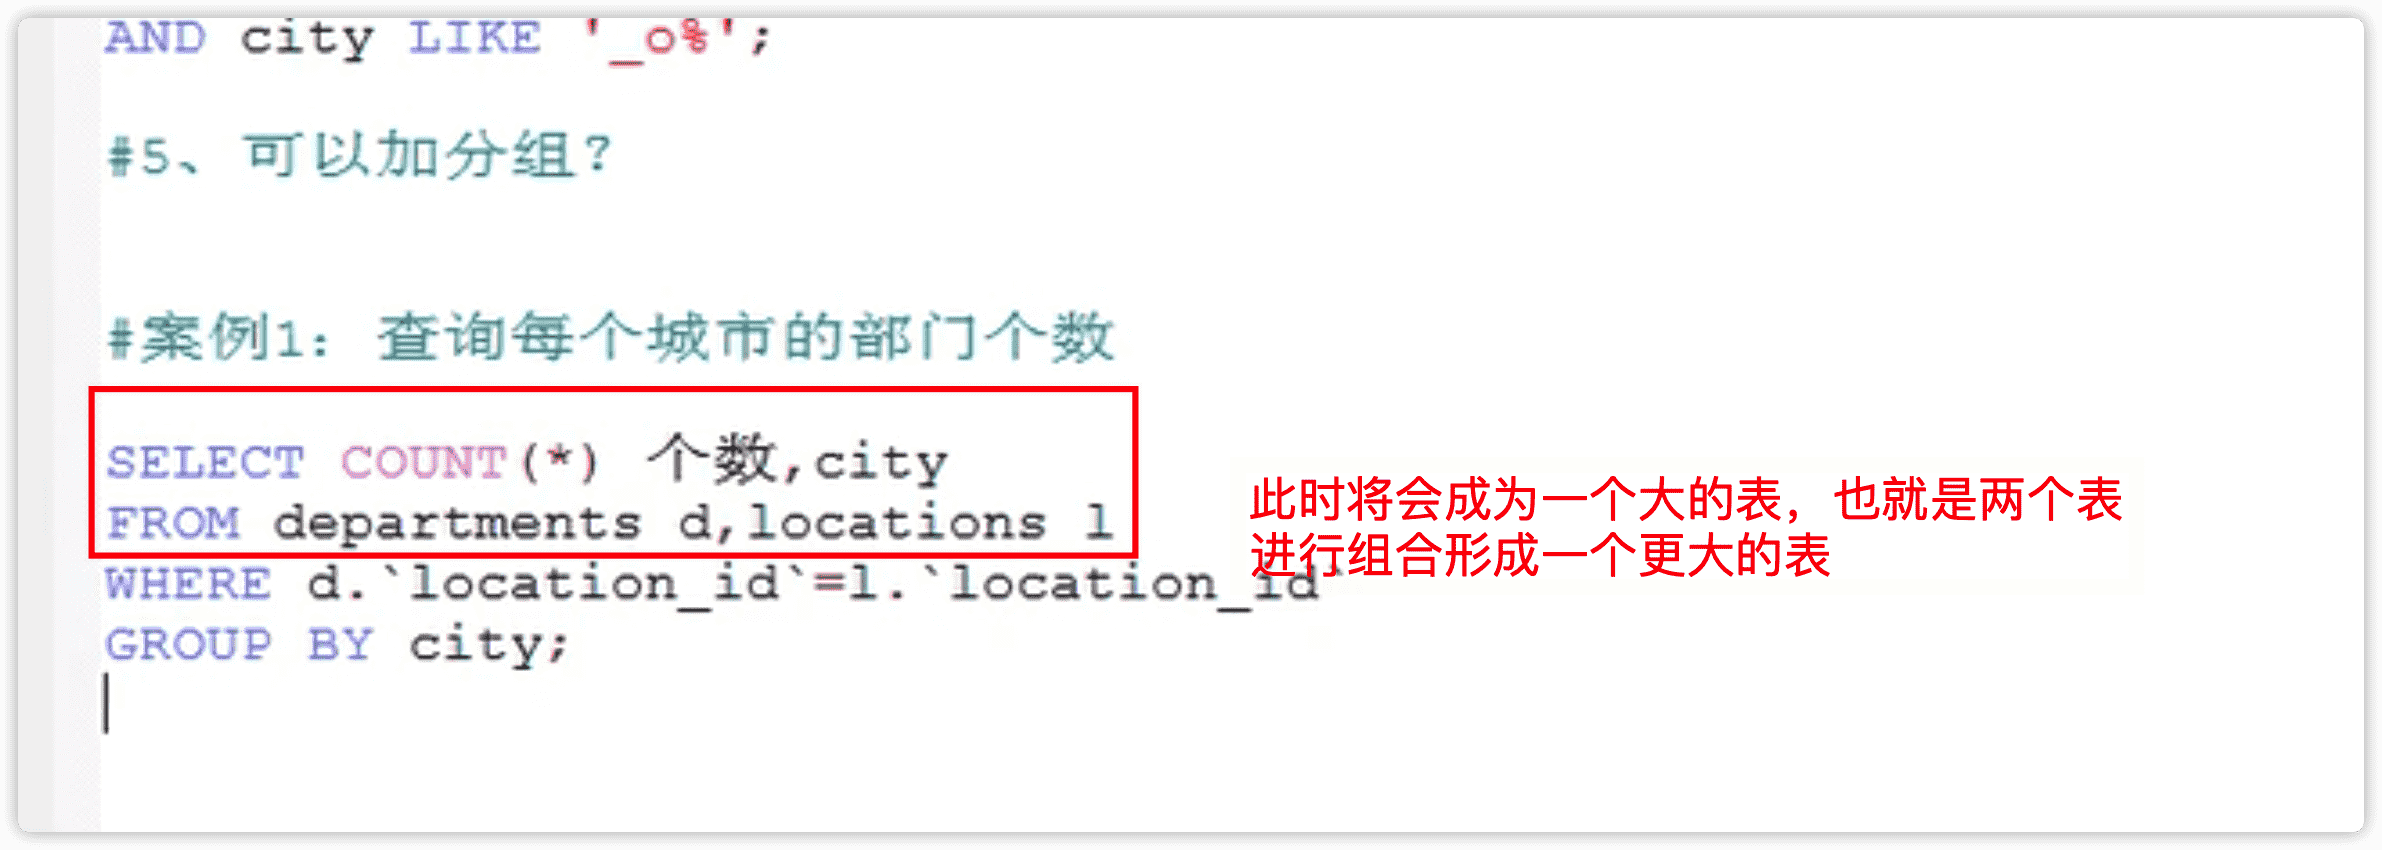 AND city LIKE '_o%';
#5、可以加分组？
#案例1：查询每个城市的部门个数
SELECT COUNT(*) 个数,city
FROM departments d,locations l
WHERE d.`location_id`=l.`location_id`
GROUP BY city;
此时将会成为一个大的表，也就是两个表
进行组合形成一个更大的表